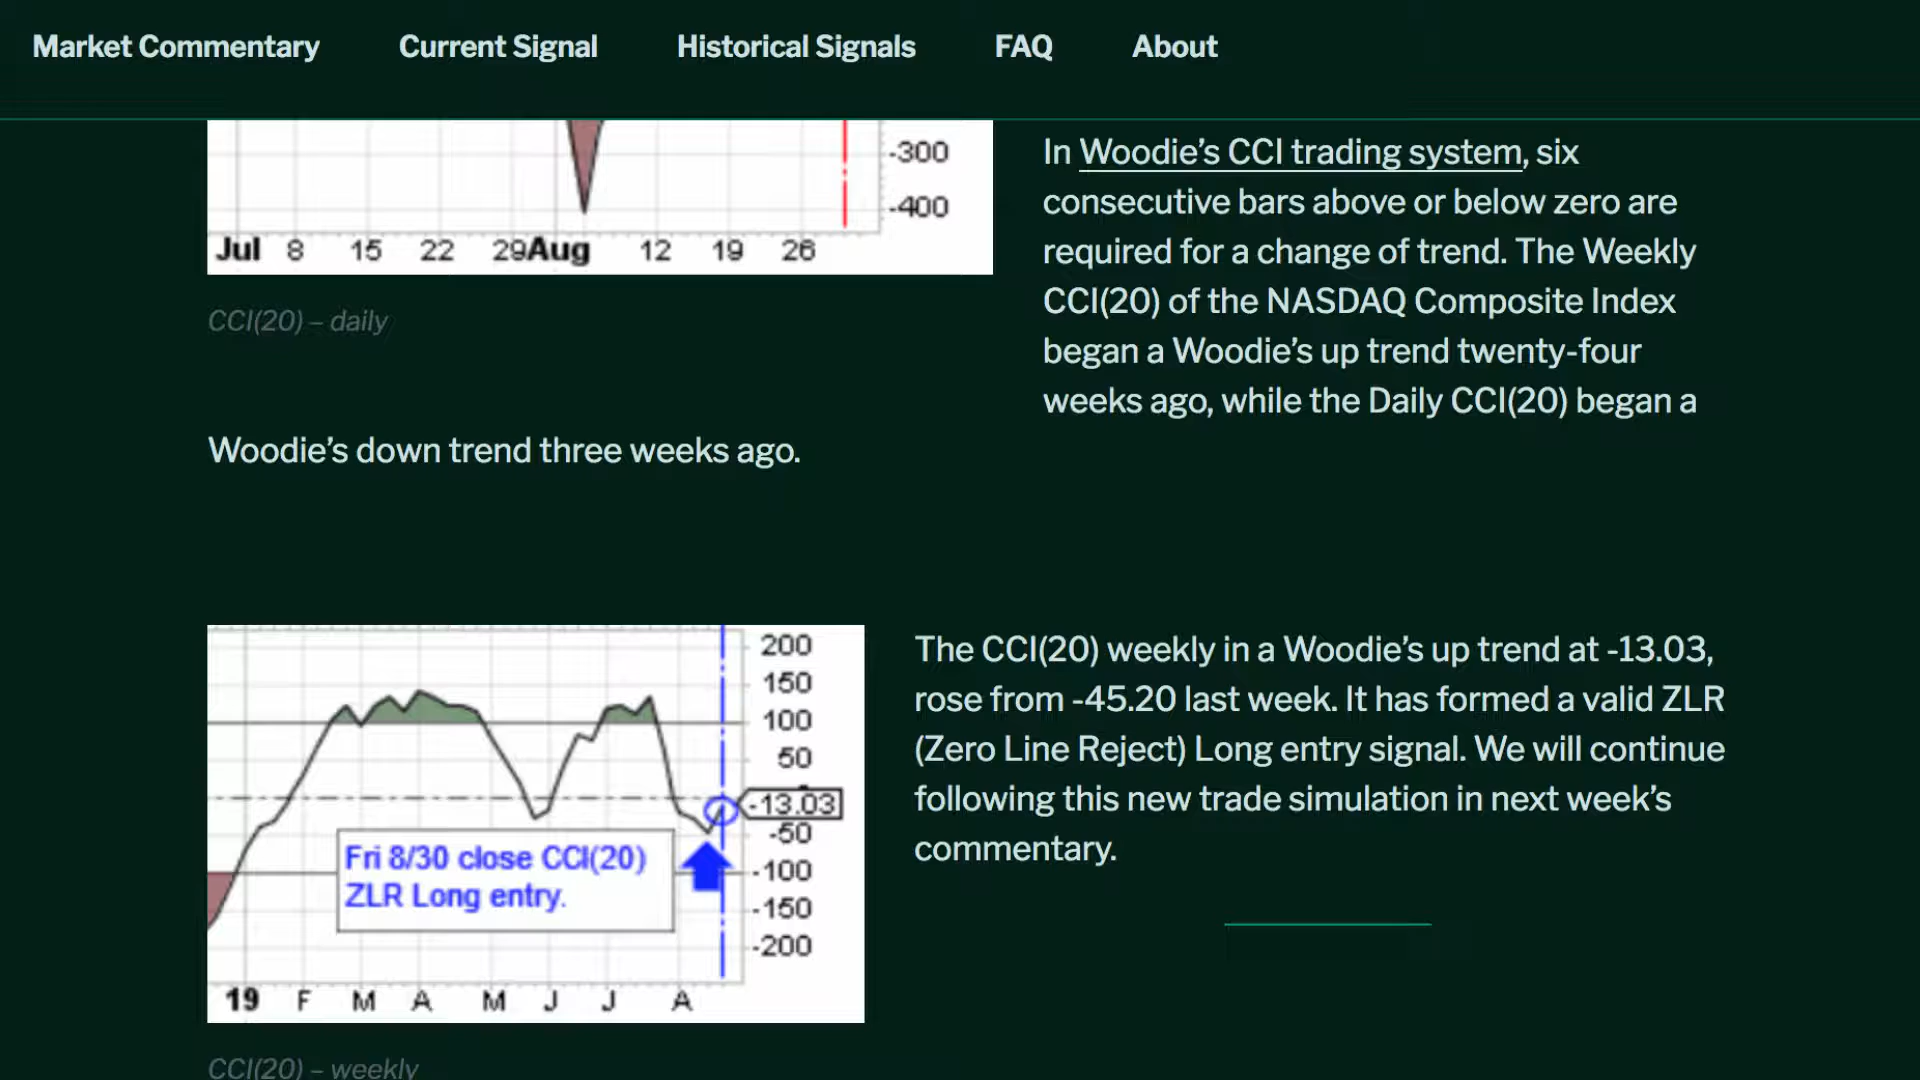 Market Commentary Current Signal Historical Signals FAQ About
-300
-400
Jul 8 15 22 29 Aug 12 19 26
CCI(20) – daily
In Woodie’s CCI trading system, six
consecutive bars above or below zero are
required for a change of trend. The Weekly
CCI(20) of the NASDAQ Composite Index
began a Woodie’s up trend twenty-four
weeks ago, while the Daily CCI(20) began a
Woodie’s down trend three weeks ago.
200
150
100
50
-13.03
-50
-100
-150
-200
Fri 8/30 close CCI(20)
ZLR Long entry.
19 F M A M J J A
CCI(20) – weekly
The CCI(20) weekly in a Woodie’s up trend at -13.03,
rose from -45.20 last week. It has formed a valid ZLR
(Zero Line Reject) Long entry signal. We will continue
following this new trade simulation in next week’s
commentary.